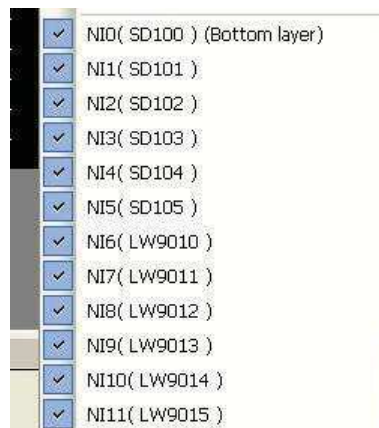 NI0( SD100 ) (Bottom layer)
NI1( SD101 )
NI2( SD102 )
NI3( SD103 )
NI4( SD104 )
NI5( SD105 )
NI6( LW9010 )
NI7( LW9011 )
NI8( LW9012 )
NI9( LW9013 )
NI10( LW9014 )
NI11( LW9015 )